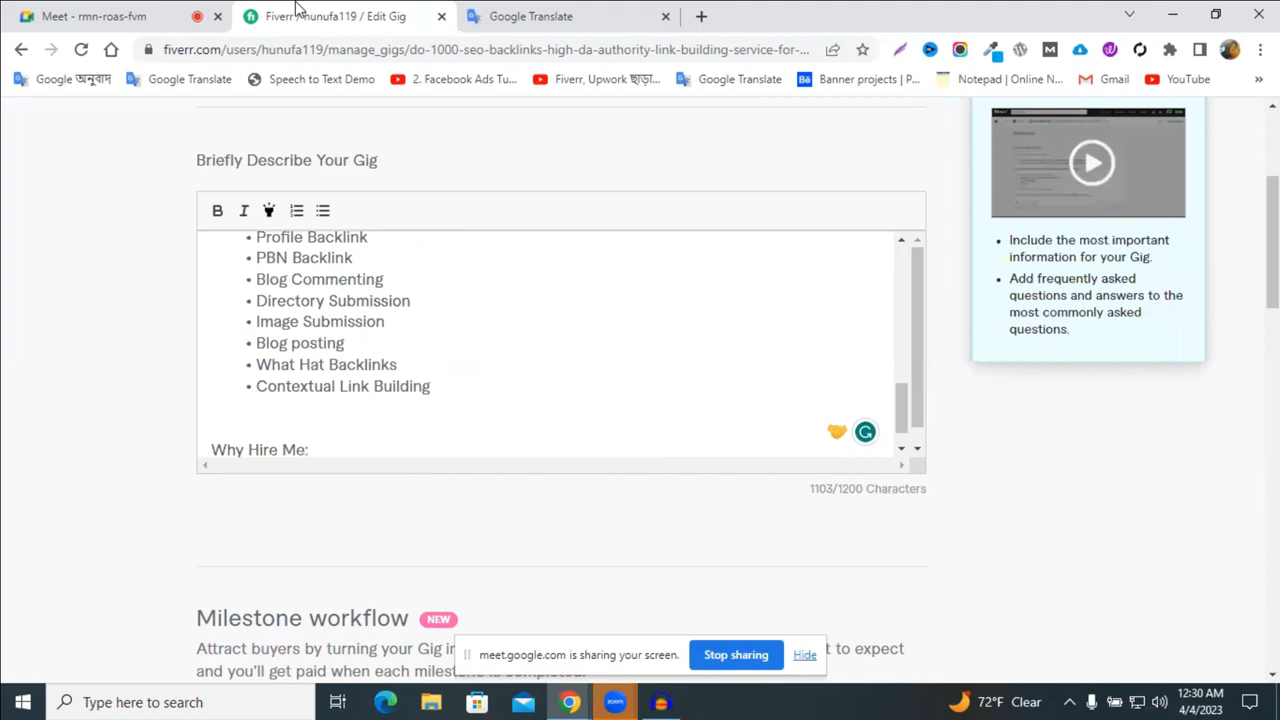 Meet - rmn-roas-fvm
Fiverr / hunufa119 / Edit Gig
Google Translate
fiverr.com/users/hunufa119/manage_gigs/do-1000-seo-backlinks-high-da-authority-link-building-service-for-...
Google অনুবাদ
Google Translate
Speech to Text Demo
2. Facebook Ads Tu...
Fiverr, Upwork ছাড়া...
Google Translate
Banner projects | P...
Notepad | Online N...
Gmail
YouTube
»
Briefly Describe Your Gig
B I
• Profile Backlink
• PBN Backlink
• Blog Commenting
• Directory Submission
• Image Submission
• Blog posting
• What Hat Backlinks
• Contextual Link Building
Why Hire Me:
1103/1200 Characters
• Include the most important
information for your Gig.
• Add frequently asked
questions and answers to the
most commonly asked
questions.
Milestone workflow NEW
Attract buyers by turning your Gig in
t to expect
and you'll get paid when each milestone is completed.
meet.google.com is sharing your screen.
Stop sharing
Hide
Type here to search
zoom
72°F Clear
12:30 AM
4/4/2023